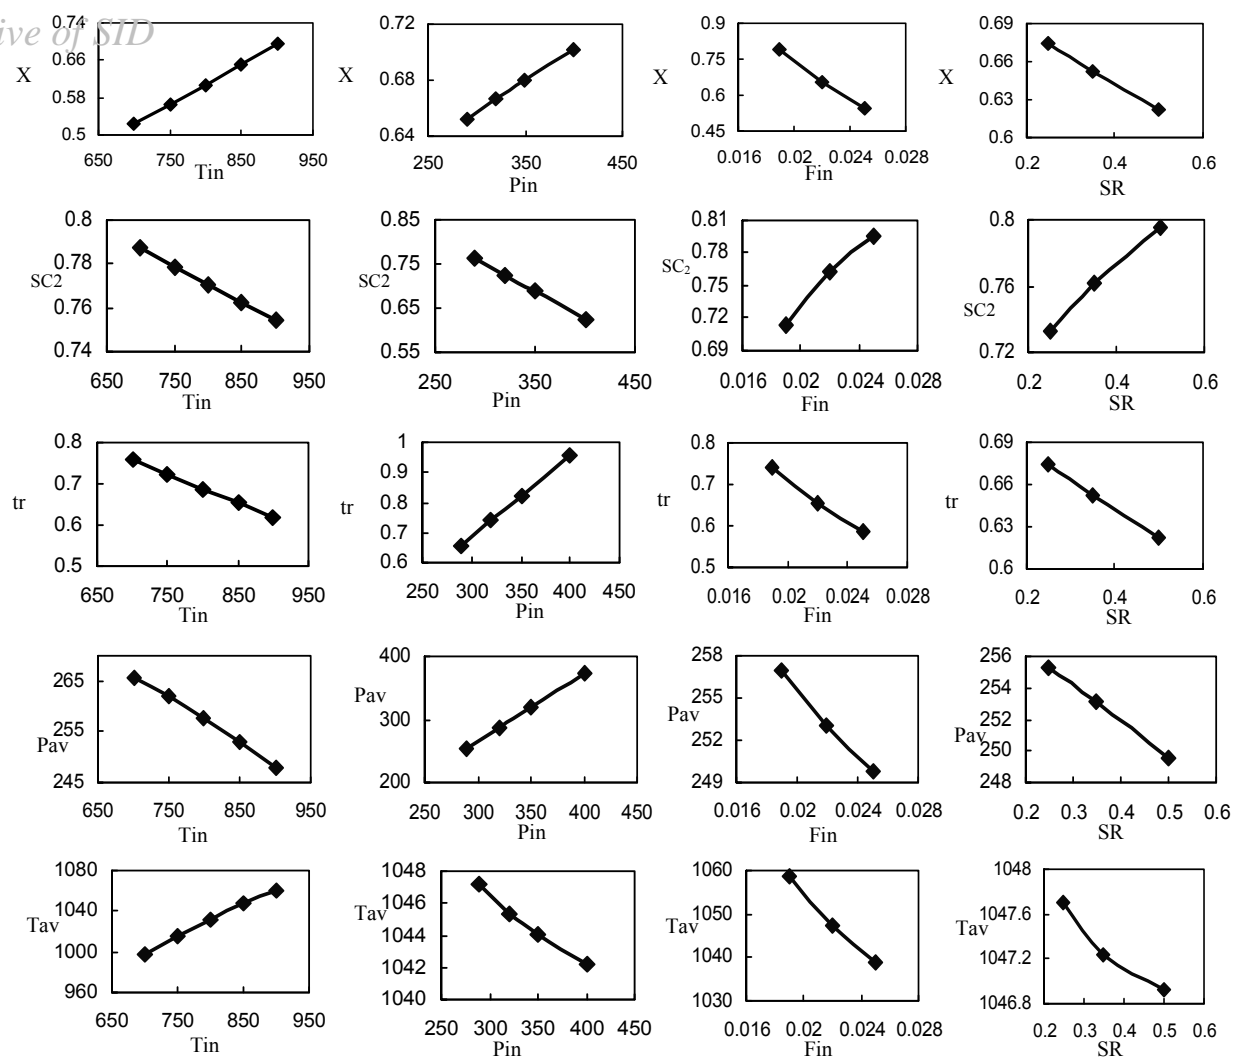 ive of SID
0.74
0.66
0.58
0.5
X
650 750 850 950
Tin
0.72
0.68
0.64
X
250 350 450
Pin
0.9
0.75
0.6
0.45
X
0.016 0.02 0.024 0.028
Fin
0.69
0.66
0.63
0.6
X
0.2 0.4 0.6
SR
0.8
0.78
0.76
0.74
SC2
650 750 850 950
Tin
0.85
0.75
0.65
0.55
SC2
250 350 450
Pin
0.81
0.78
0.75
0.72
0.69
SC₂
0.016 0.02 0.024 0.028
Fin
0.8
0.76
0.72
SC2
0.2 0.4 0.6
SR
0.8
0.7
0.6
0.5
tr
650 750 850 950
Tin
1
0.9
0.8
0.7
0.6
tr
250 300 350 400 450
Pin
0.8
0.7
0.6
0.5
tr
0.016 0.02 0.024 0.028
Fin
0.69
0.66
0.63
0.6
tr
0.2 0.4 0.6
SR
265
255
245
Pav
650 750 850 950
Tin
400
300
200
Pav
250 300 350 400 450
Pin
258
255
252
249
Pav
0.016 0.02 0.024 0.028
Fin
256
254
252
250
248
Pav
0.2 0.3 0.4 0.5 0.6
SR
1080
1040
1000
960
Tav
650 750 850 950
Tin
1048
1046
1044
1042
1040
Tav
250 300 350 400 450
Pin
1060
1050
1040
1030
Tav
0.016 0.02 0.024 0.028
Fin
1048
1047.6
1047.2
1046.8
Tav
0.2 0.3 0.4 0.5 0.6
SR